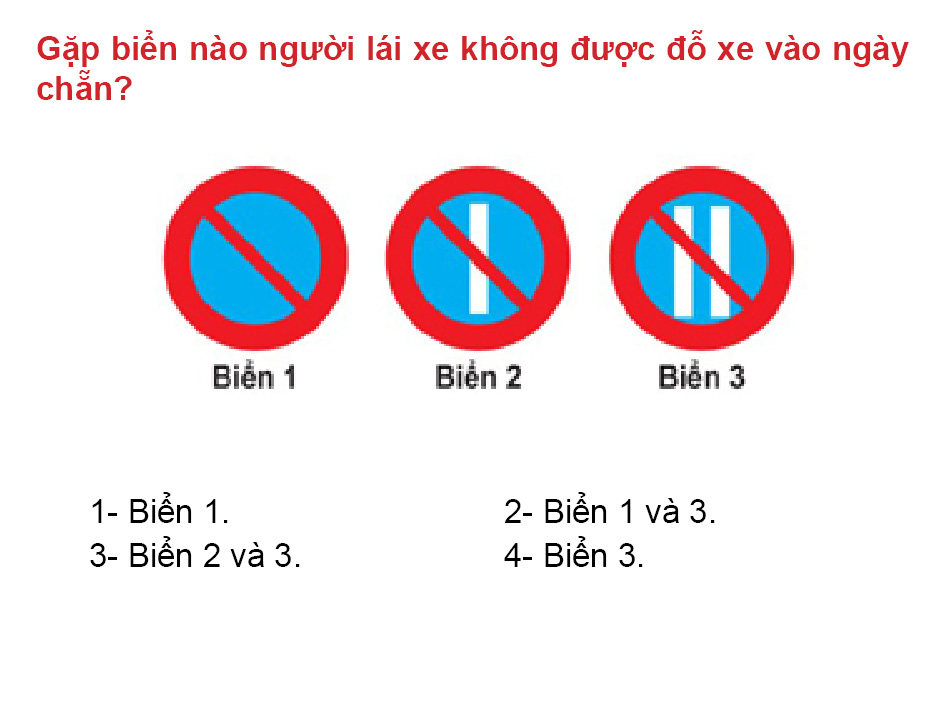 Gặp biển nào người lái xe không được đỗ xe vào ngày
chẵn?
Biển 1 Biển 2 Biển 3
1- Biển 1. 2- Biển 1 và 3.
3- Biển 2 và 3. 4- Biển 3.